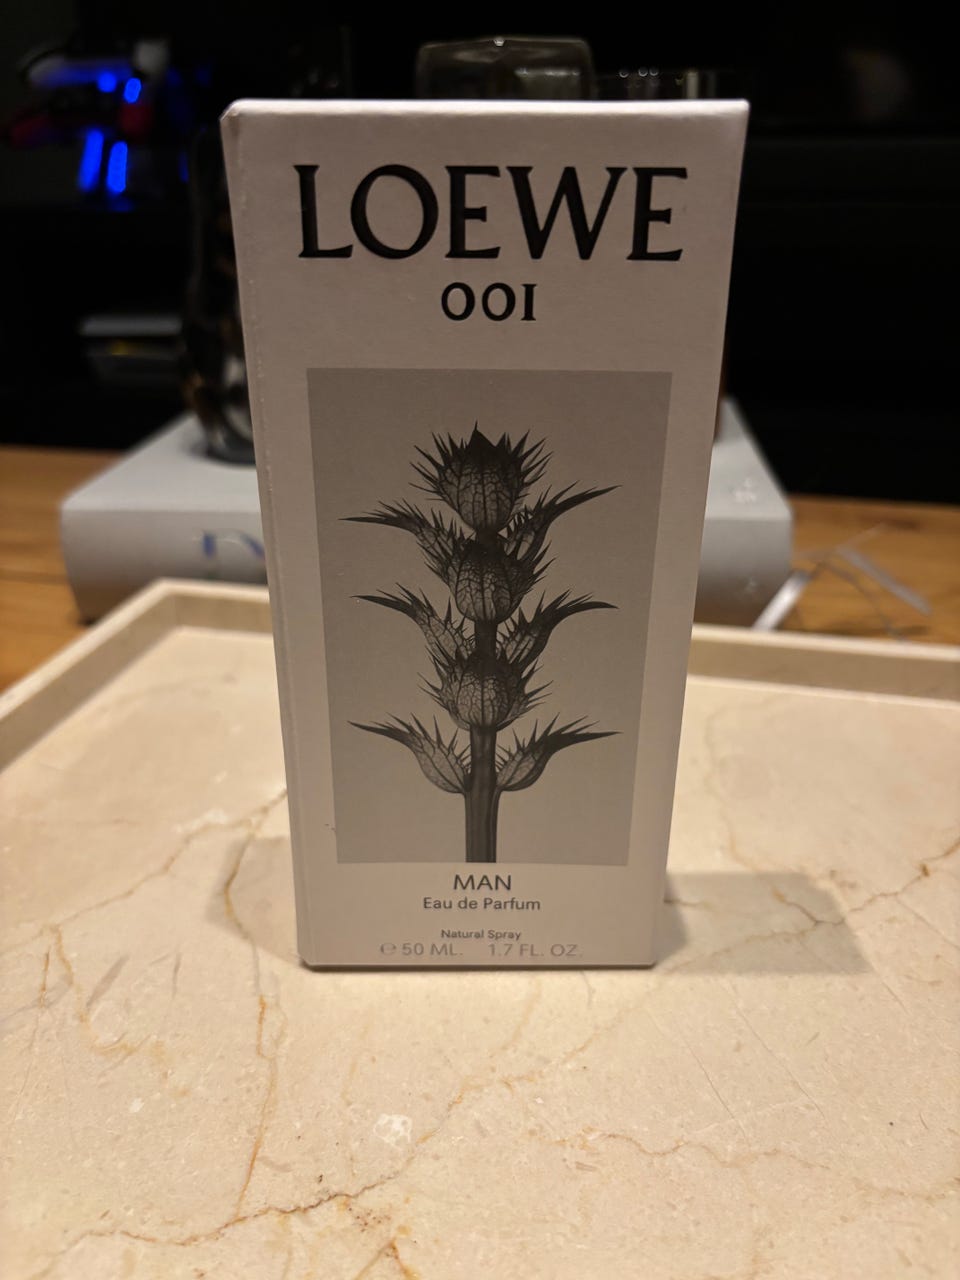 LOEWE
001
MAN
Eau de Parfum
Natural Spray
℮ 50 ML. 1.7 FL. OZ.